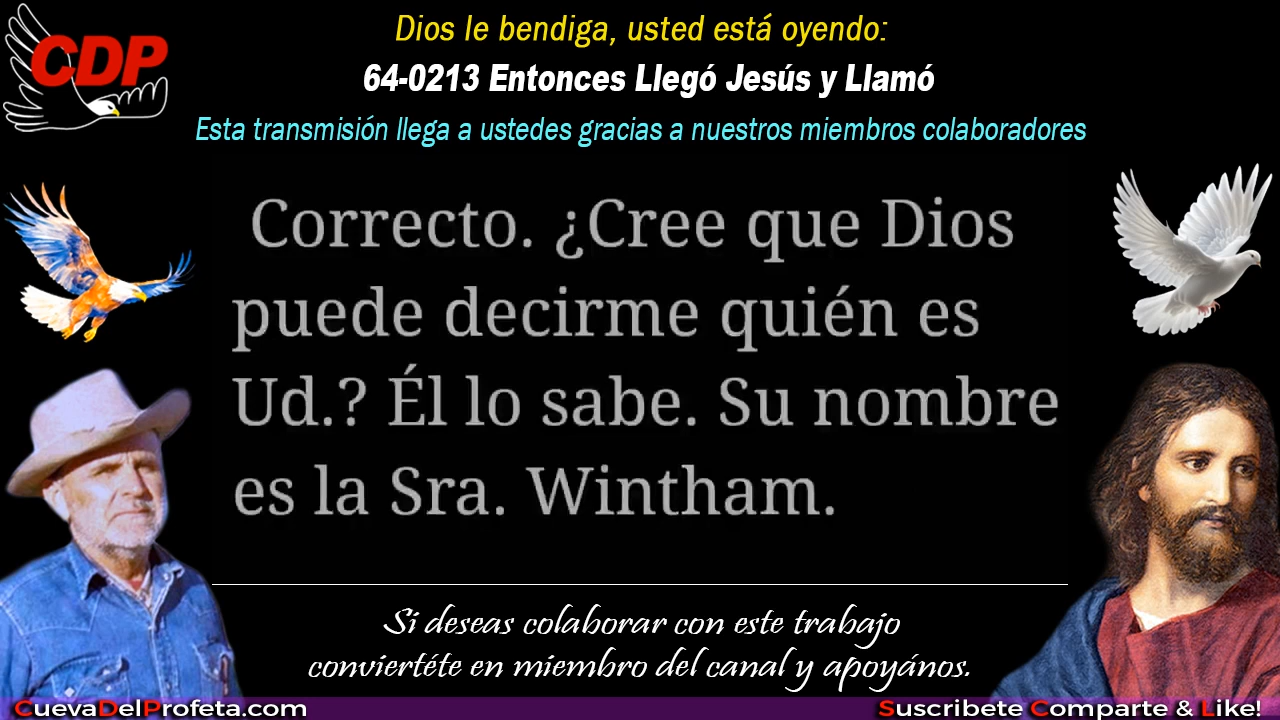 CDP
Dios le bendiga, usted está oyendo:
64-0213 Entonces Llegó Jesús y Llamó
Esta transmisión llega a ustedes gracias a nuestros miembros colaboradores
Correcto. ¿Cree que Dios
puede decirme quién es
Ud.? Él lo sabe. Su nombre
es la Sra. Wintham.
Si deseas colaborar con este trabajo
conviertéte en miembro del canal y apoyános.
CuevaDelProfeta.com
Suscribete Comparte & Like!